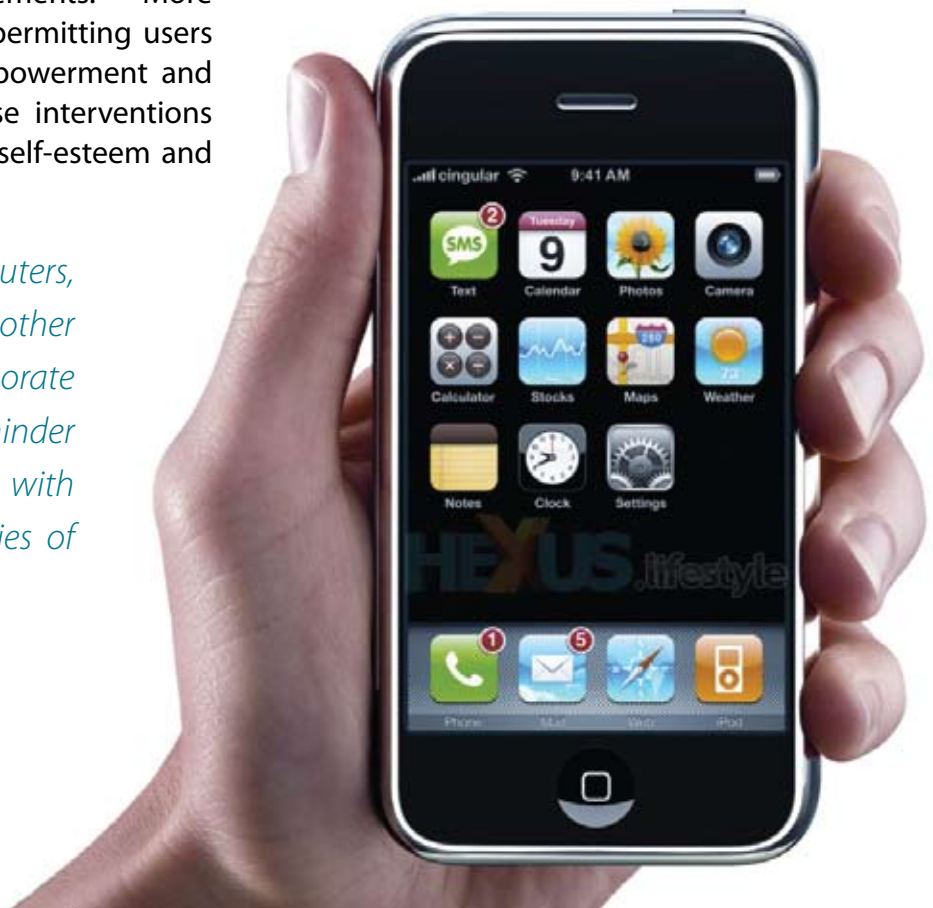 ements. More
permitting users
powerment and
se interventions
self-esteem and
uters,
other
orate
inder
with
ies of
cingular 9:41 AM
2
SMS
Tuesday
9
280
Text Calendar Photos Camera
73°
Calculator Stocks Maps Weather
Notes Clock Settings
HEXUS.lifestyle
1 5
Phone Mail Web iPod